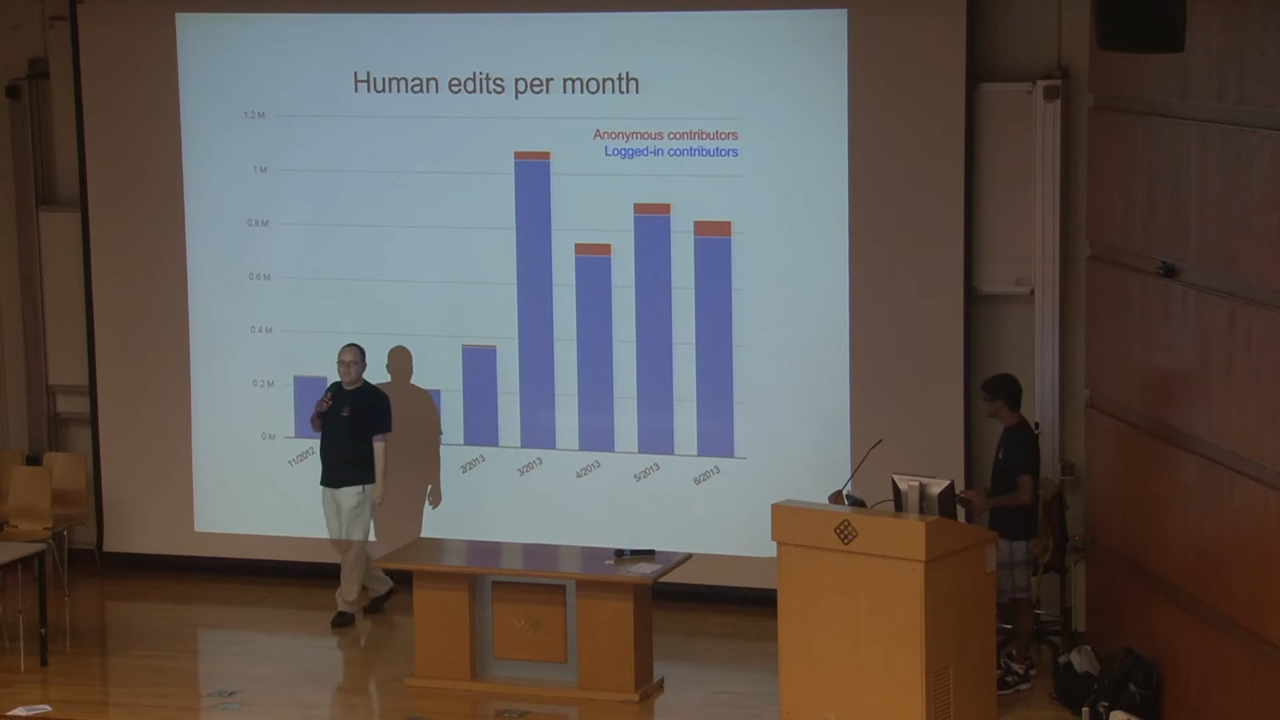 Human edits per month
1.2 M
Anonymous contributors
Logged-in contributors
1 M
0.8 M
0.6 M
0.4 M
0.2 M
0 M
11/2012
2/2013
3/2013
4/2013
5/2013
6/2013